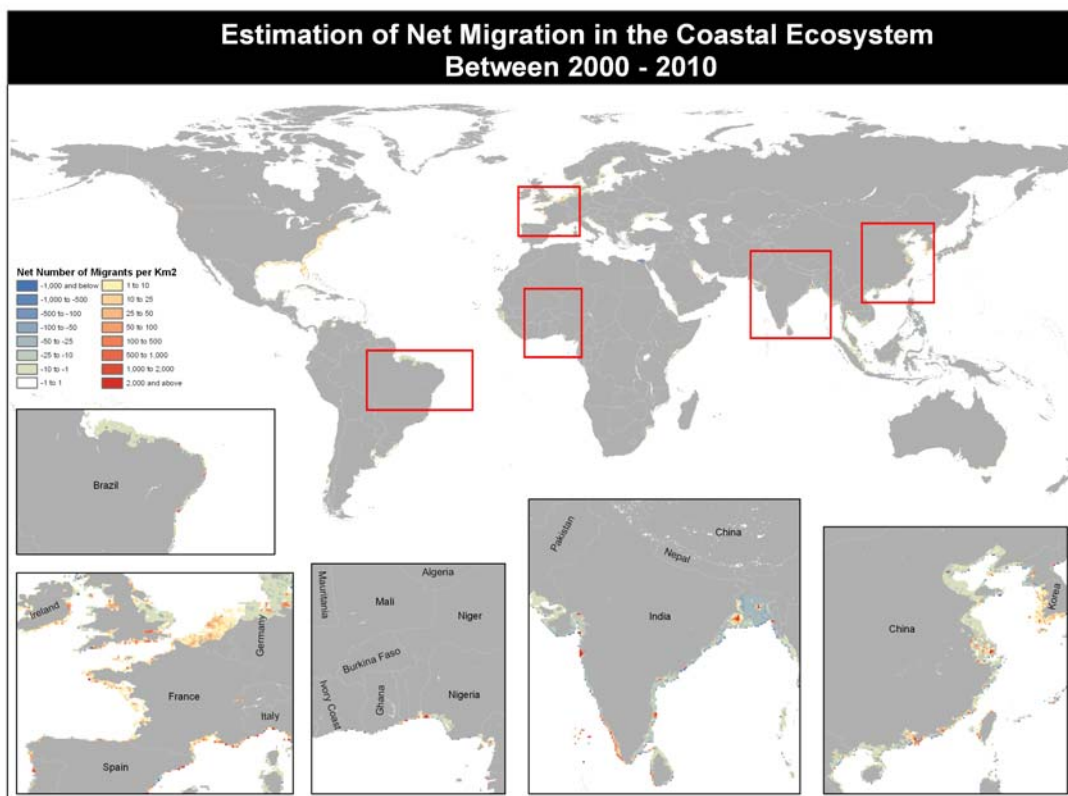 Estimation of Net Migration in the Coastal Ecosystem
Between 2000 - 2010
Net Number of Migrants per Km2
-1,000 and below
-1,000 to -500
-500 to -100
-100 to -50
-50 to -25
-25 to -10
-10 to -1
-1 to 1
1 to 10
10 to 25
25 to 50
50 to 100
100 to 500
500 to 1,000
1,000 to 2,000
2,000 and above
Brazil
Ireland
Germany
France
Italy
Spain
Mauritania
Algeria
Mali
Niger
Burkina Faso
Ivory Coast
Ghana
Nigeria
Pakistan
China
Nepal
India
China
Korea